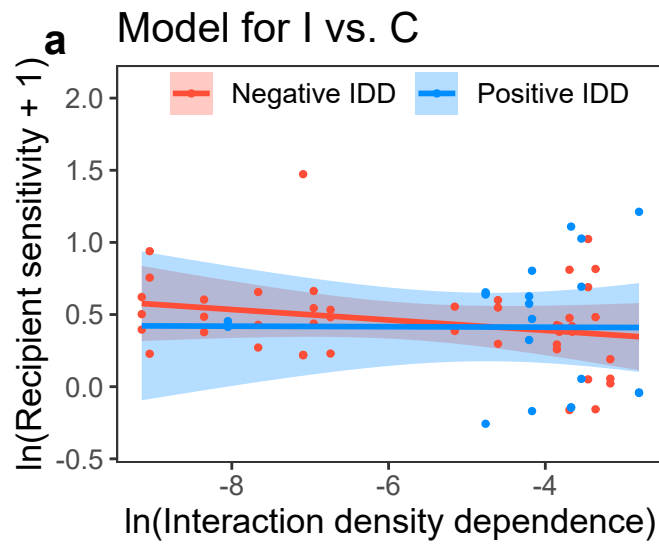 a
Model for I vs. C
ln(Recipient sensitivity + 1)
Negative IDD
Positive IDD
2.0
1.5
1.0
0.5
0.0
-0.5
-8
-6
-4
ln(Interaction density dependence)